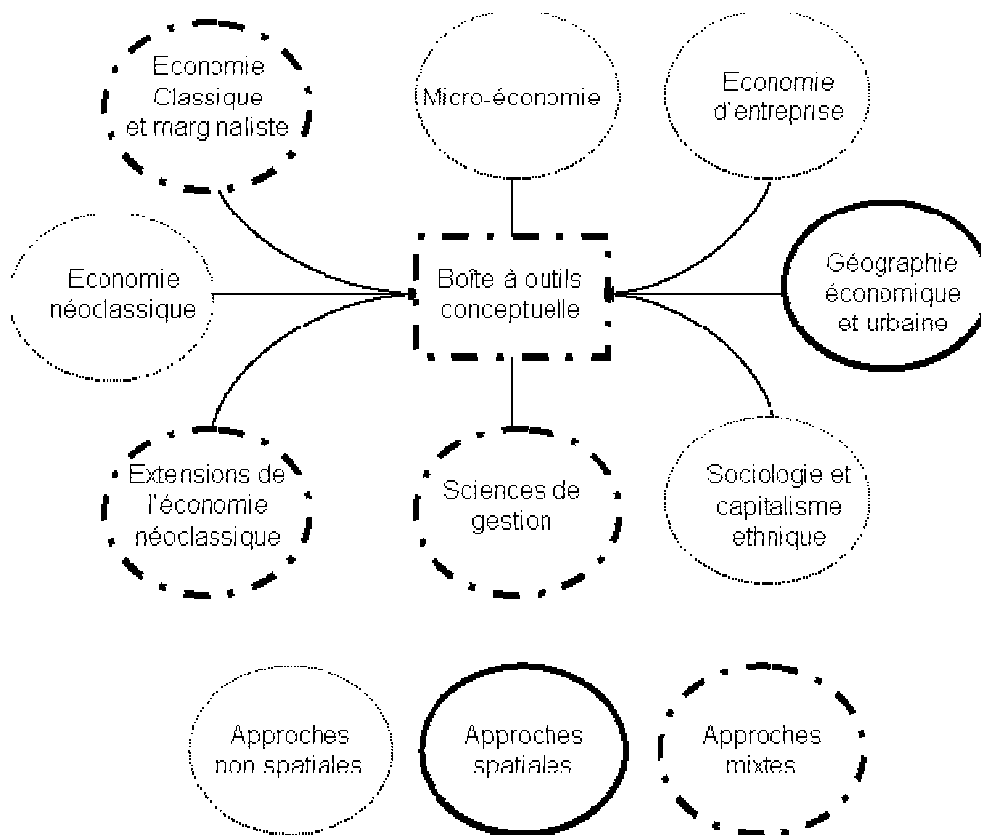 Economie
Classique
et marginaliste
Micro-économie
Economie
d'entreprise
Economie
néoclassique
Boîte à outils
conceptuelle
Géographie
économique
et urbaine
Extensions de
l'économie
néoclassique
Sciences de
gestion
Sociologie et
capitalisme
ethnique
Approches
non spatiales
Approches
spatiales
Approches
mixtes